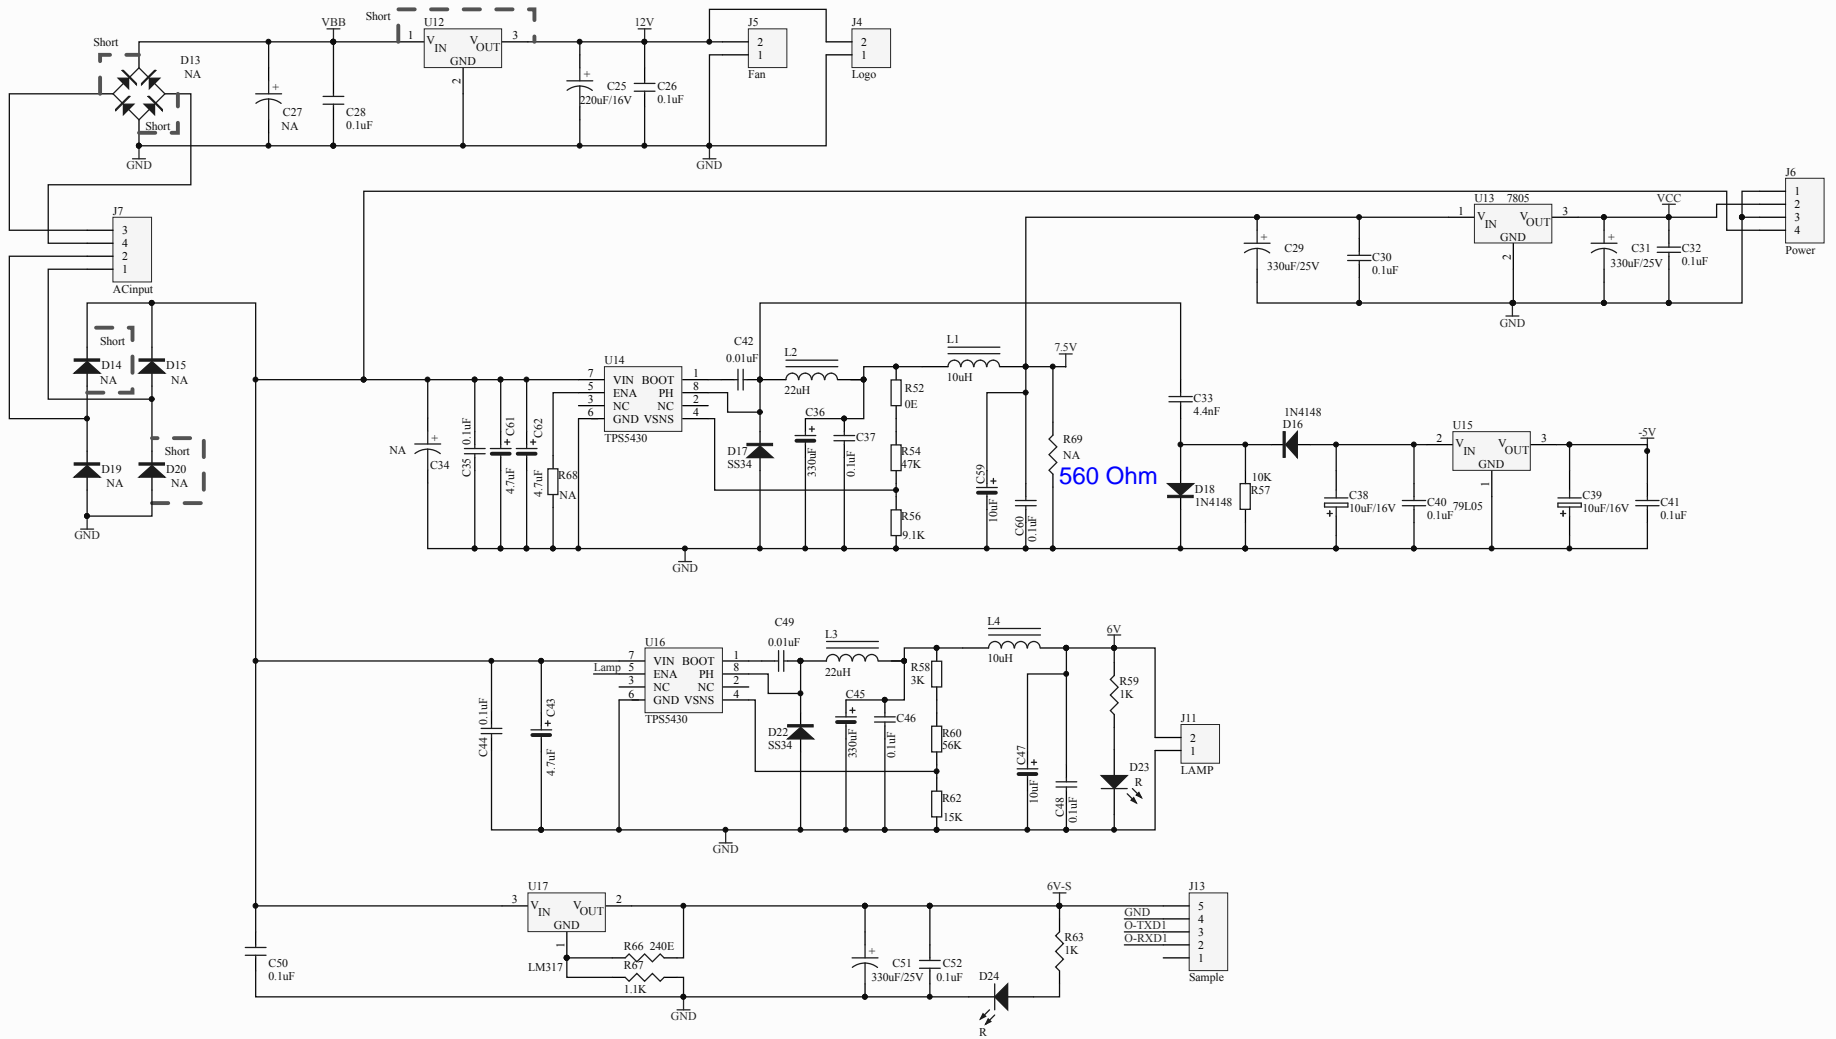 Short
VBB
U12
1
VIN
VOUT
3
GND
2
12V
J5
2
1
Fan
J4
2
1
Logo
Short
D13
NA
Short
C27
NA
+
C28
0.1uF
C25
220uF/16V
+
C26
0.1uF
GND
GND
J7
3
4
2
1
ACinput
Short
D14
NA
D15
NA
Short
D19
NA
D20
NA
GND
J6
1
2
3
4
Power
U13 7805
1
VIN
VOUT
3
GND
2
VCC
+
C29
330uF/25V
C30
0.1uF
+
C31
330uF/25V
C32
0.1uF
GND
U14
7 VIN BOOT 1
5 ENA PH 8
3 NC NC 2
6 GND VSNS 4
TPS5430
C42
0.01uF
L2
22uH
L1
10uH
7.5V
NA
+
C34
C35 0.1uF
4.7uF + C61
4.7uF + C62
R68
NA
D17
SS34
C36
+
330uF
C37
0.1uF
R52
0E
R54
47K
R56
9.1K
C59
+
10uF
C60
0.1uF
R69
NA
560 Ohm
GND
C33
4.4nF
D18
1N4148
10K
R57
1N4148
D16
C38
10uF/16V
+
C40
0.1uF
U15
2
VIN
VOUT
3
GND
1
79L05
C39
10uF/16V
+
-5V
C41
0.1uF
U16
7 VIN BOOT 1
Lamp 5 ENA PH 8
3 NC NC 2
6 GND VSNS 4
TPS5430
C49
0.01uF
L3
22uH
L4
10uH
6V
C44 0.1uF
4.7uF + C43
D22
SS34
C45
+
330uF
C46
0.1uF
R58
3K
R60
56K
R62
15K
C47
+
10uF
C48
0.1uF
R59
1K
D23
R
J11
2
1
LAMP
GND
U17
3
VIN
VOUT
2
GND
1
LM317
R66 240E
R67
1.1K
GND
C50
0.1uF
+
C51
330uF/25V
C52
0.1uF
6V-S
R63
1K
D24
R
J13
5
GND 4
O-TXD1 3
O-RXD1 2
1
Sample